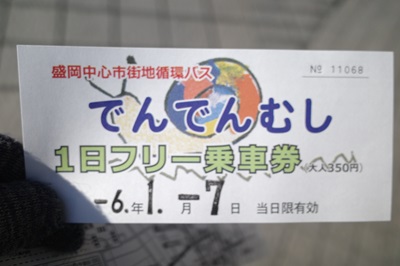 盛岡中心市街地循環バス
№ 11068
でんでんむし
1日フリー乗車券 (大人350円)
-6.年1.月-7日 当日限有効